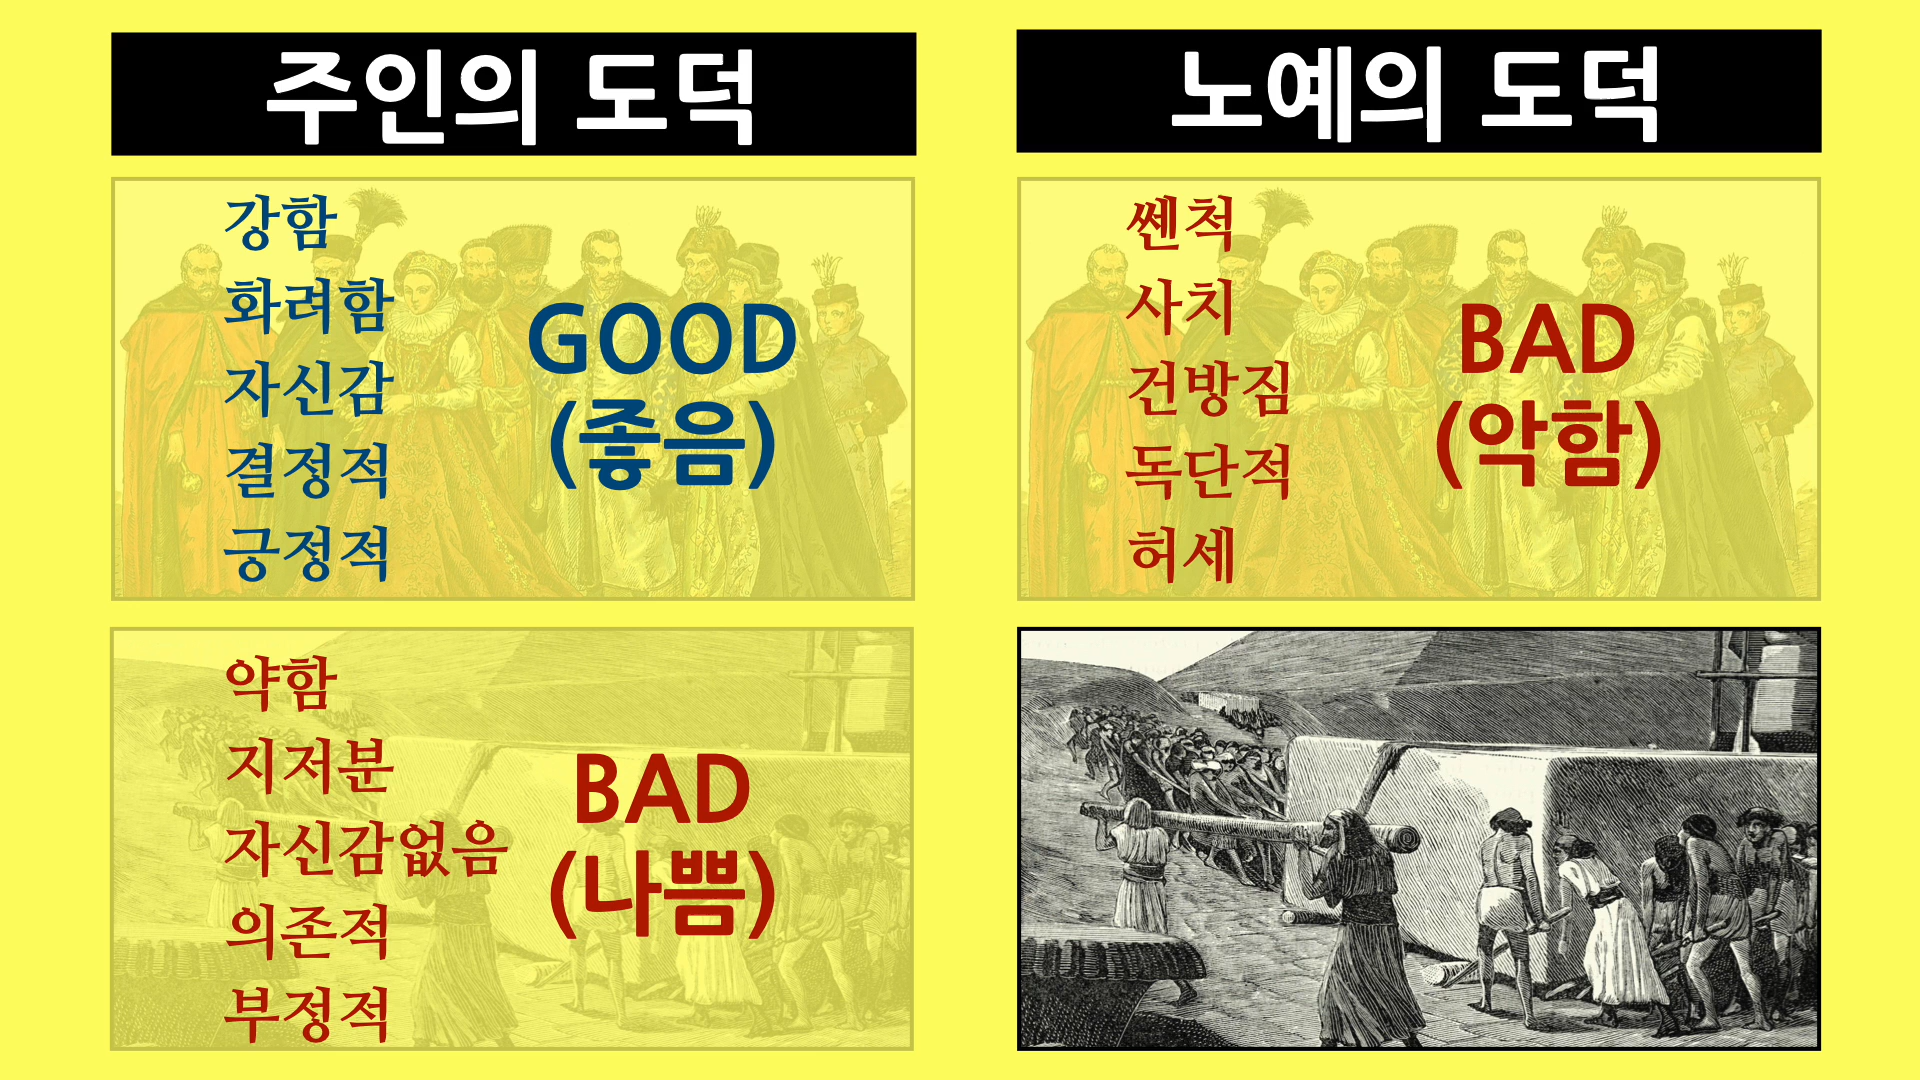 주인의 도덕
강함
화려함
자신감
결정적
긍정적
GOOD
(좋음)
약함
지저분
자신감없음
의존적
부정적
BAD
(나쁨)
노예의 도덕
쎈척
사치
건방짐
독단적
허세
BAD
(악함)